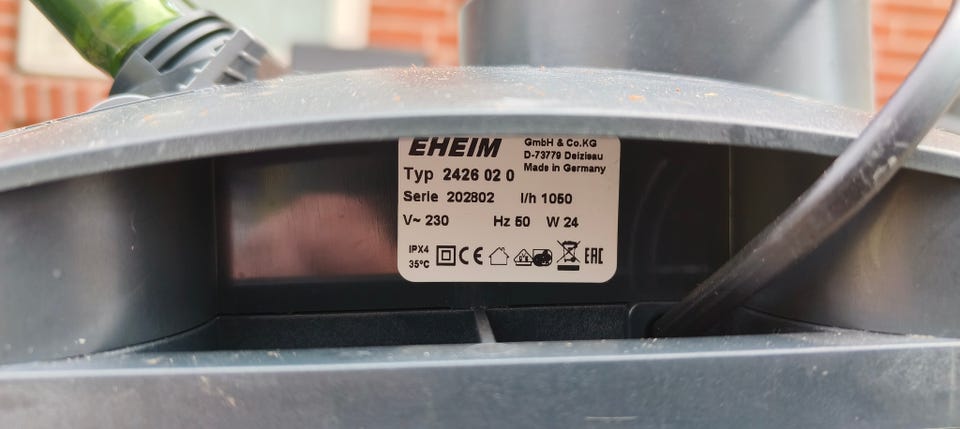 EHEIM
GmbH & Co.KG
D-73779 Deizisau
Made in Germany
Typ 2426 02 0
Serie 202802 l/h 1050
V~ 230 Hz 50 W 24
IPX4
35°C
CE
EAC